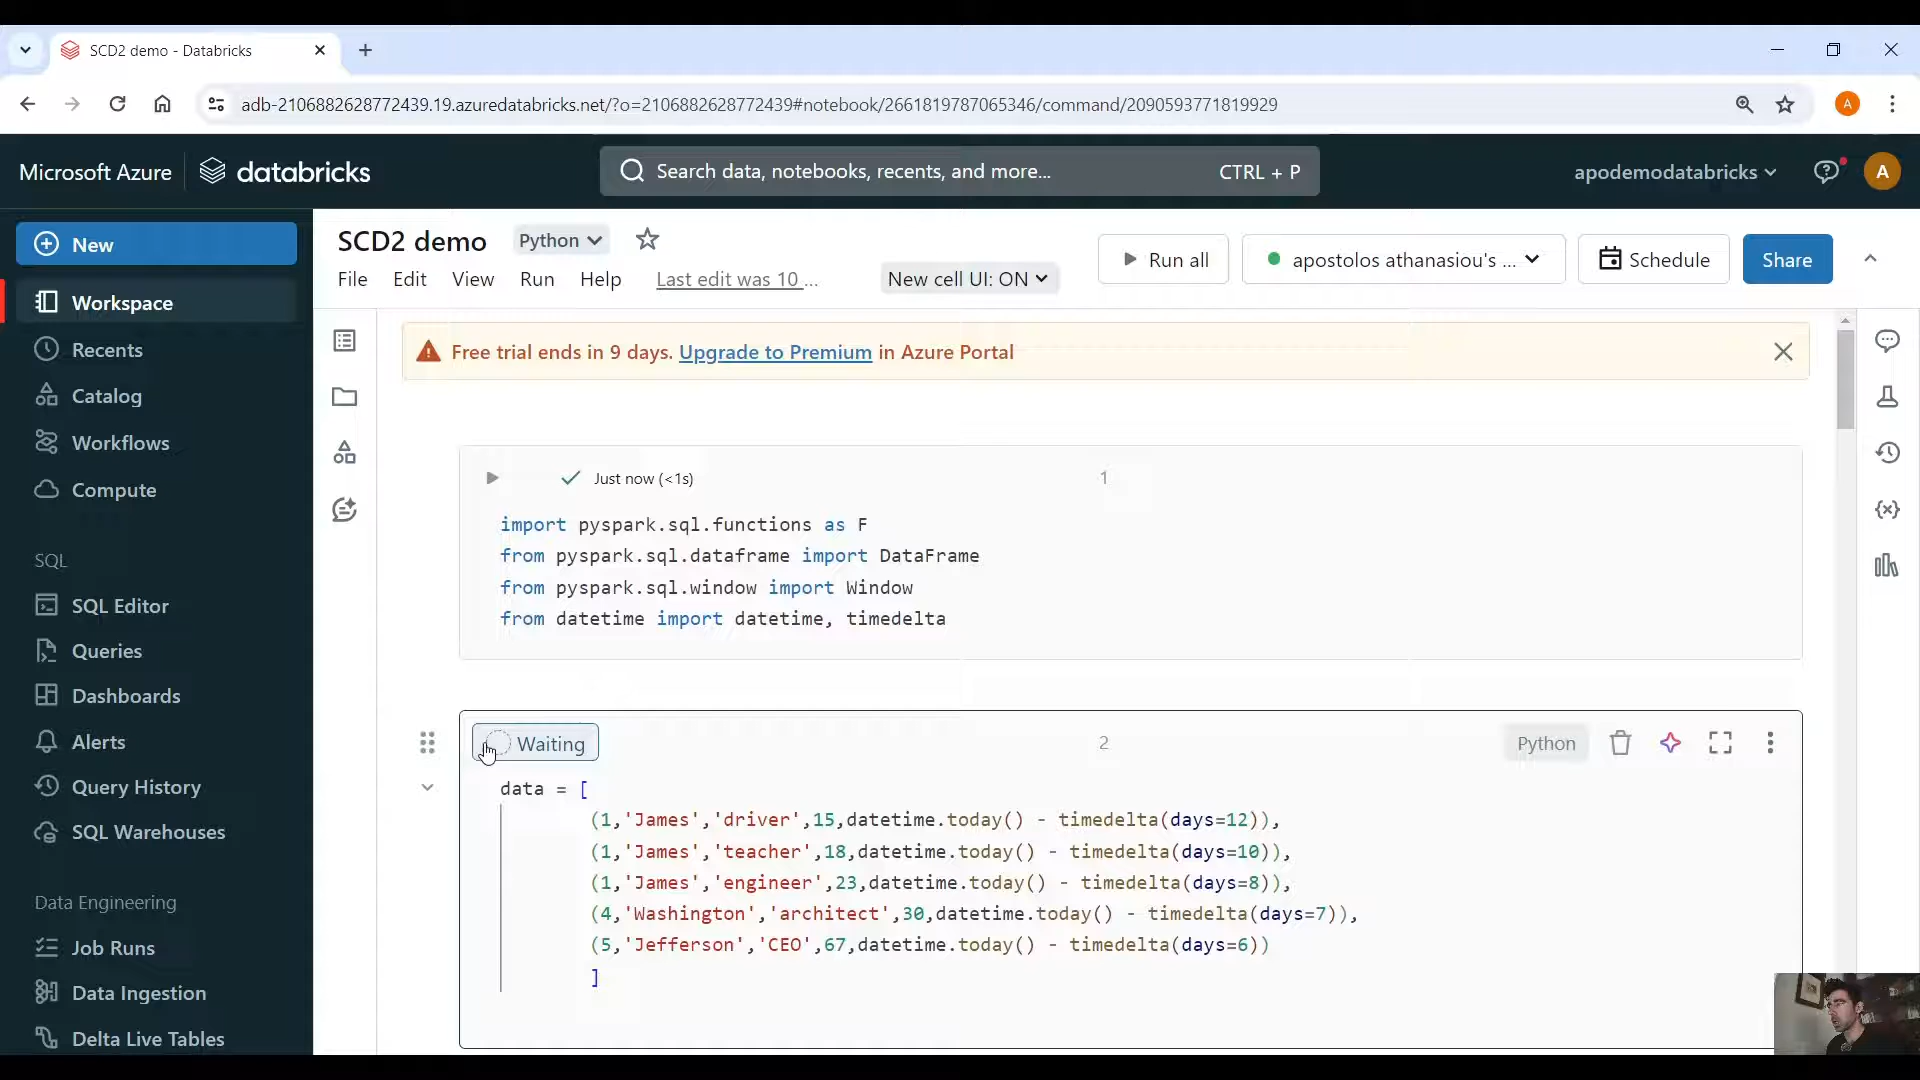 SCD2 demo - Databricks
adb-2106882628772439.19.azuredatabricks.net/?o=2106882628772439#notebook/2661819787065346/command/2090593771819929
A
Microsoft Azure databricks
Search data, notebooks, recents, and more... CTRL + P
apodemodatabricks
A
New
Workspace
Recents
Catalog
Workflows
Compute
SQL
SQL Editor
Queries
Dashboards
Alerts
Query History
SQL Warehouses
Data Engineering
Job Runs
Data Ingestion
Delta Live Tables
SCD2 demo Python
File Edit View Run Help Last edit was 10 ... New cell UI: ON
Run all apostolos athanasiou's ... Schedule Share
Free trial ends in 9 days. Upgrade to Premium in Azure Portal
Just now (<1s) 1
import pyspark.sql.functions as F
from pyspark.sql.dataframe import DataFrame
from pyspark.sql.window import Window
from datetime import datetime, timedelta
Waiting 2 Python
data = [
(1,'James','driver',15,datetime.today() - timedelta(days=12)),
(1,'James','teacher',18,datetime.today() - timedelta(days=10)),
(1,'James','engineer',23,datetime.today() - timedelta(days=8)),
(4,'Washington','architect',30,datetime.today() - timedelta(days=7)),
(5,'Jefferson','CEO',67,datetime.today() - timedelta(days=6))
]